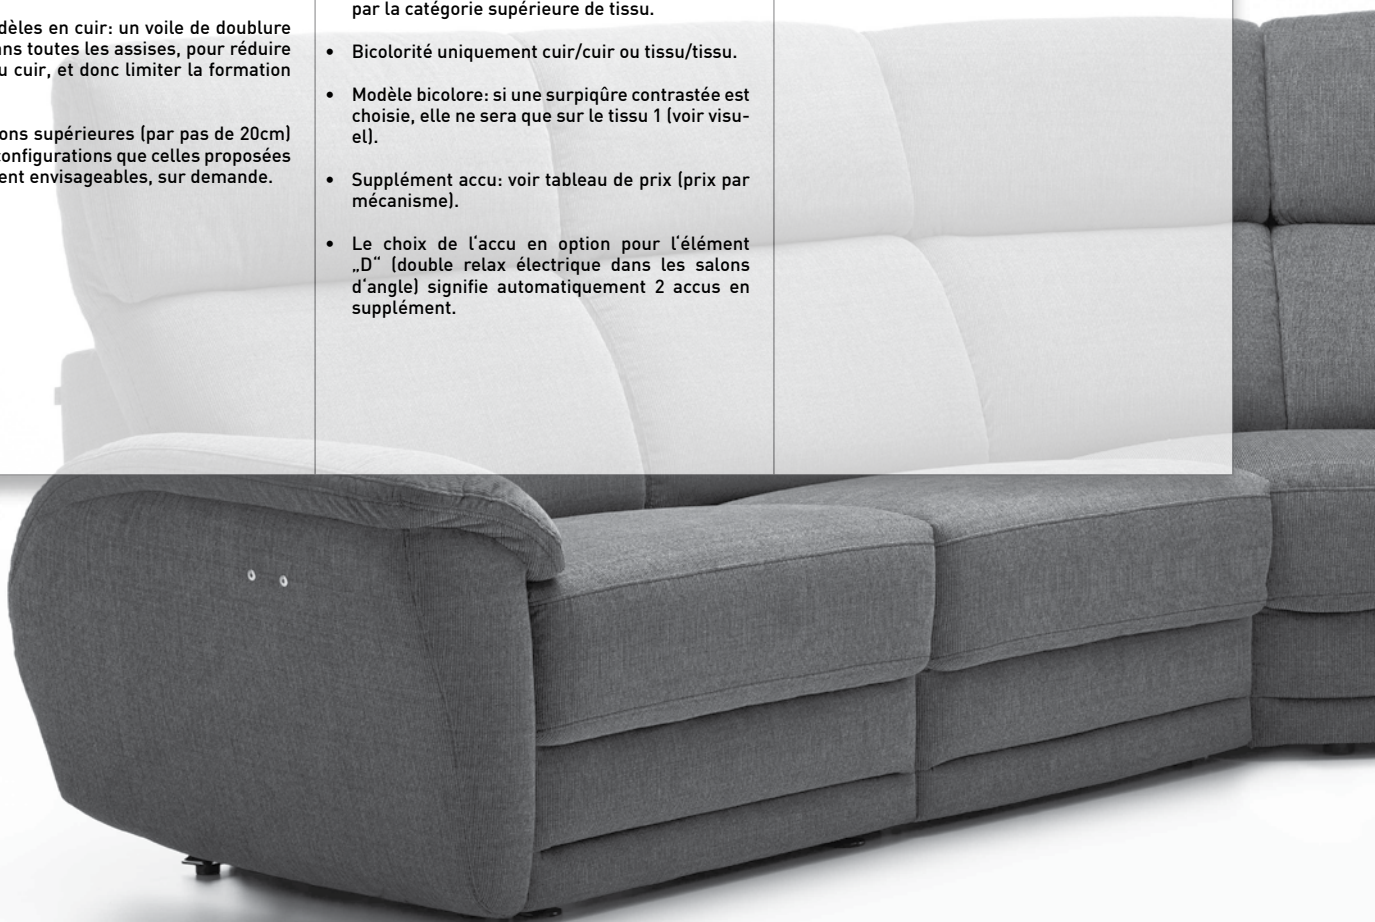 dèles en cuir: un voile de doublure
ans toutes les assises, pour réduire
u cuir, et donc limiter la formation
ons supérieures (par pas de 20cm)
configurations que celles proposées
ent envisageables, sur demande.
par la catégorie supérieure de tissu.
• Bicolorité uniquement cuir/cuir ou tissu/tissu.
• Modèle bicolore: si une surpiqûre contrastée est
choisie, elle ne sera que sur le tissu 1 (voir visu-
el).
• Supplément accu: voir tableau de prix (prix par
mécanisme).
• Le choix de l‘accu en option pour l‘élément
„D“ (double relax électrique dans les salons
d‘angle) signifie automatiquement 2 accus en
supplément.